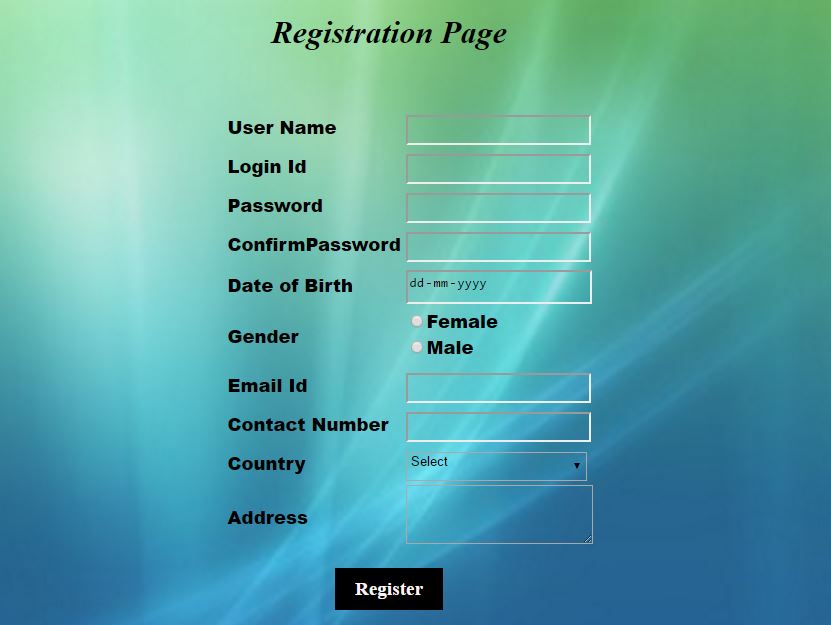 Registration Page
User Name
Login Id
Password
ConfirmPassword
Date of Birth dd-mm-yyyy
Gender Female
Male
Email Id
Contact Number
Country Select
Address
Register